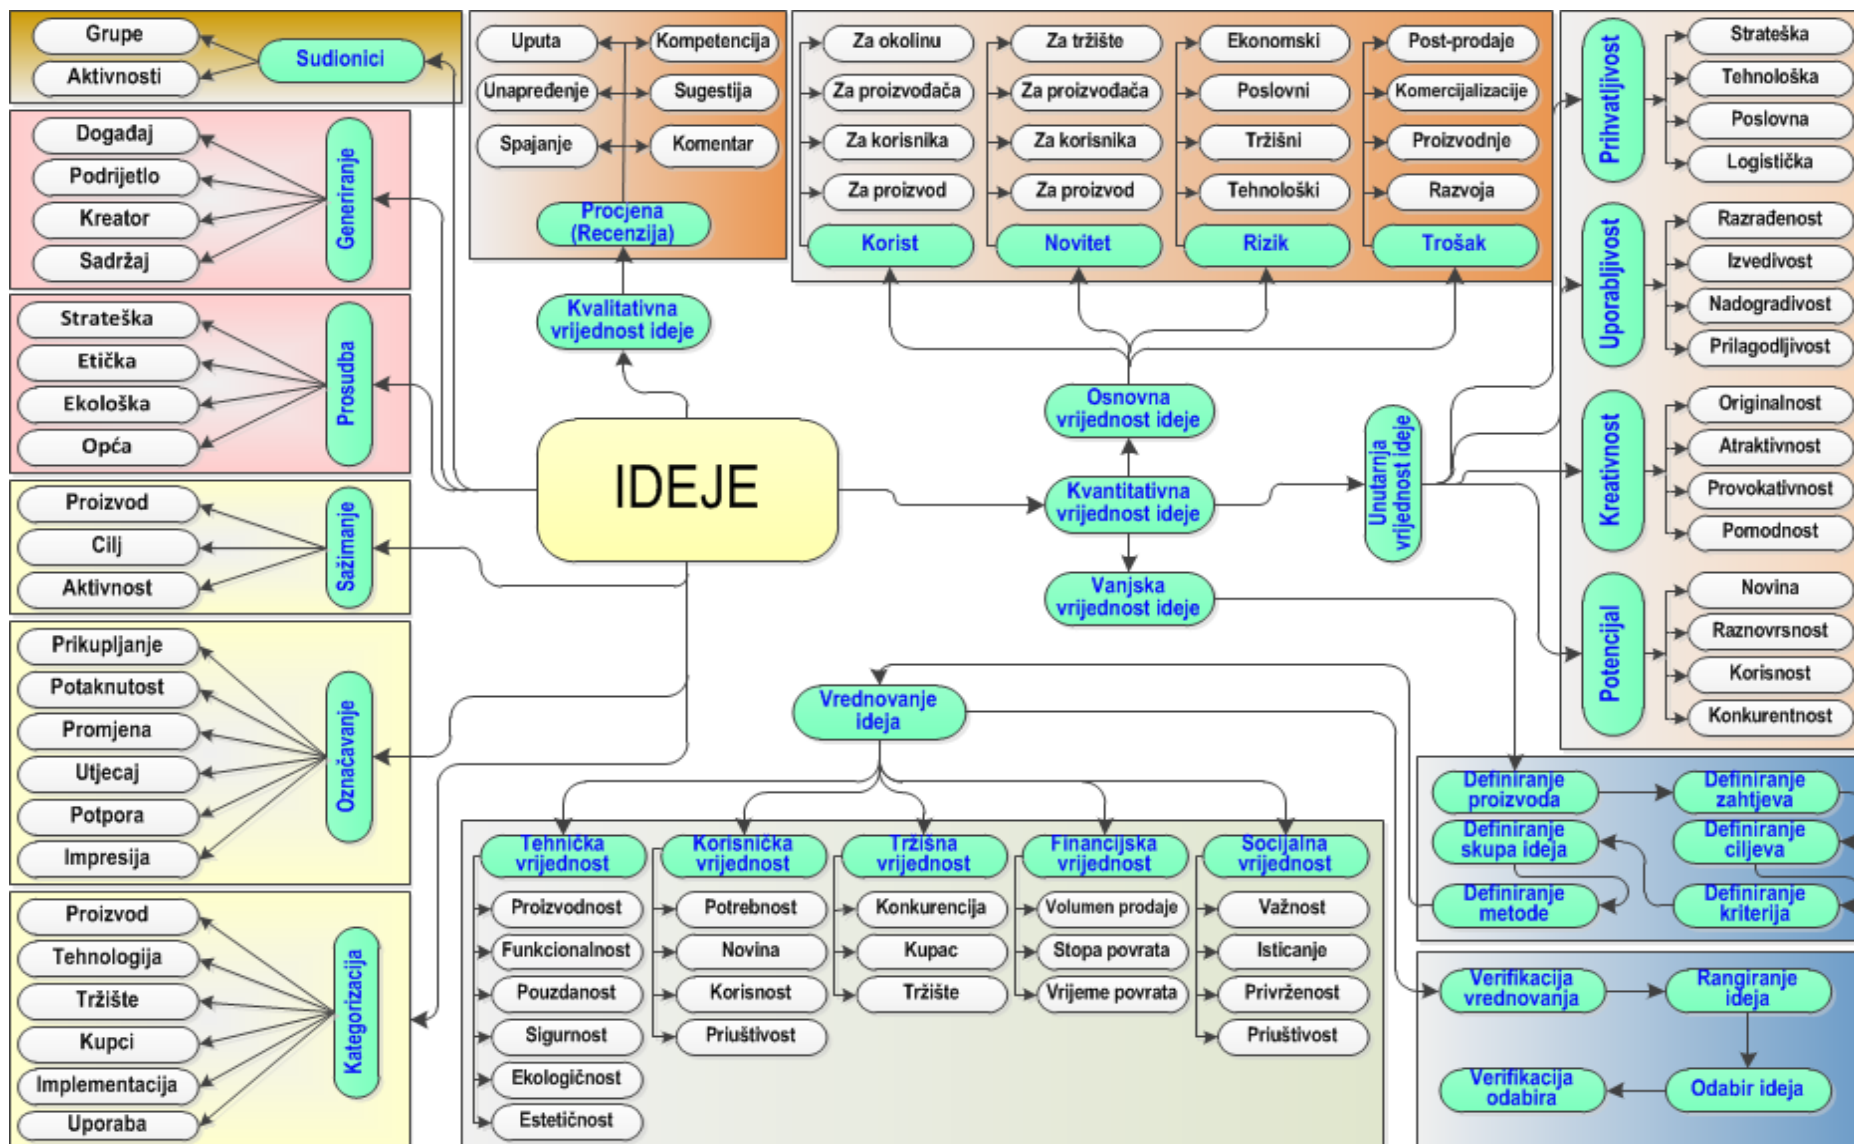 Grupe
Aktivnosti
Sudionici
Događaj
Podrijetlo
Kreator
Sadržaj
Generiranje
Strateška
Etička
Ekološka
Opća
Prosudba
Proizvod
Cilj
Aktivnost
Sažimanje
Prikupljanje
Potaknutost
Promjena
Utjecaj
Potpora
Impresija
Označavanje
Proizvod
Tehnologija
Tržište
Kupci
Implementacija
Uporaba
Kategorizacija
Uputa
Kompetencija
Unapređenje
Sugestija
Spajanje
Komentar
Procjena
(Recenzija)
Kvalitativna
vrijednost ideje
IDEJE
Za okolinu
Za proizvođača
Za korisnika
Za proizvod
Korist
Za tržište
Za proizvođača
Za korisnika
Za proizvod
Novitet
Ekonomski
Poslovni
Tržišni
Tehnološki
Rizik
Post-prodaje
Komercijalizacije
Proizvodnje
Razvoja
Trošak
Osnovna
vrijednost ideje
Kvantitativna
vrijednost ideje
Vanjska
vrijednost ideje
Unutarnja
vrijednost ideje
Prihvatljivost
Strateška
Tehnološka
Poslovna
Logistička
Uporabljivost
Razrađenost
Izvedivost
Nadogradivost
Prilagodljivost
Kreativnost
Originalnost
Atraktivnost
Provokativnost
Pomodnost
Potencijal
Novina
Raznovrsnost
Korisnost
Konkurentnost
Vrednovanje
ideja
Tehnička
vrijednost
Proizvodnost
Funkcionalnost
Pouzdanost
Sigurnost
Ekologičnost
Estetičnost
Korisnička
vrijednost
Potrebnost
Novina
Korisnost
Priuštivost
Tržišna
vrijednost
Konkurencija
Kupac
Tržište
Financijska
vrijednost
Volumen prodaje
Stopa povrata
Vrijeme povrata
Socijalna
vrijednost
Važnost
Isticanje
Privrženost
Priuštivost
Definiranje
proizvoda
Definiranje
zahtjeva
Definiranje
skupa ideja
Definiranje
ciljeva
Definiranje
metode
Definiranje
kriterija
Verifikacija
vrednovanja
Rangiranje
ideja
Verifikacija
odabira
Odabir ideja